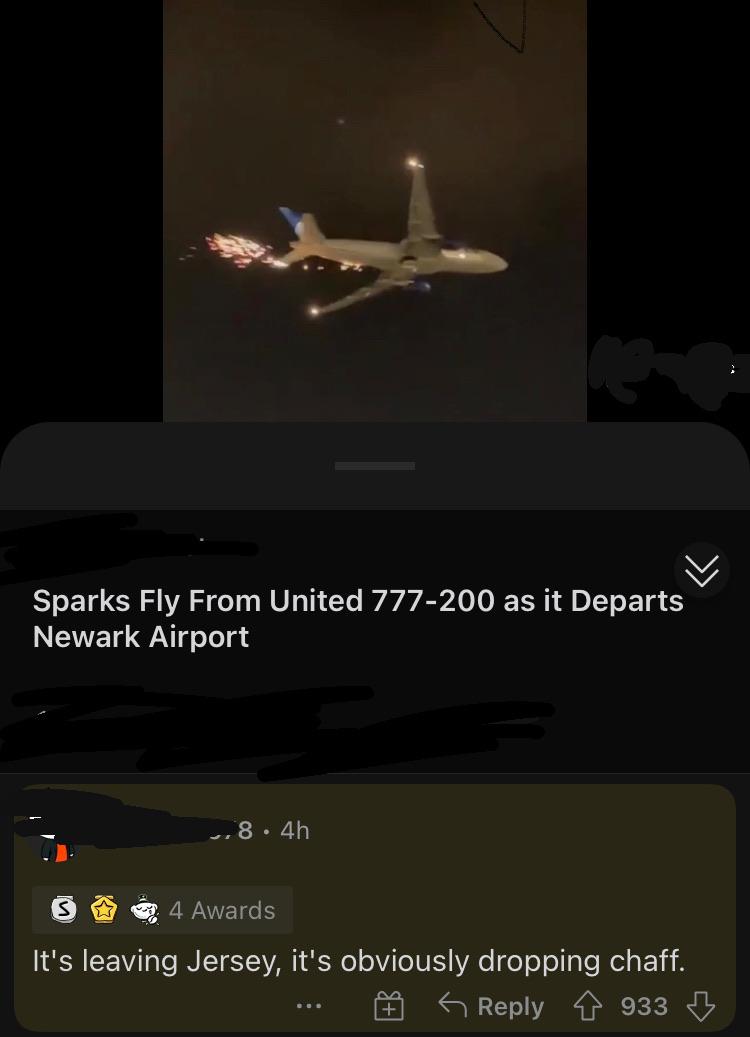 Sparks Fly From United 777-200 as it Departs
Newark Airport
8 • 4h
4 Awards
It's leaving Jersey, it's obviously dropping chaff.
Reply 933